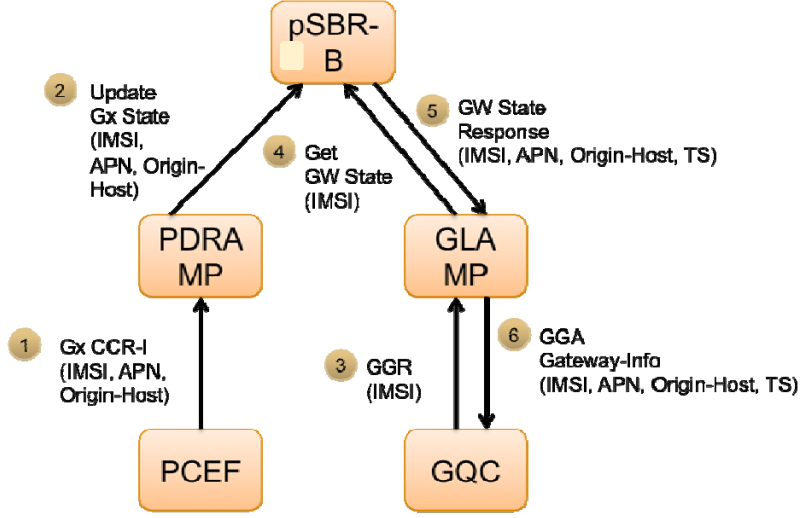 pSBR-
B
2
Update
Gx State
(IMSI,
APN, Origin-
Host)
5
GW State
Response
(IMSI, APN, Origin-Host, TS)
4
Get
GW State
(IMSI)
PDRA
MP
GLA
MP
1
Gx CCR-I
(IMSI, APN,
Origin-Host)
3
GGR
(IMSI)
6
GGA
Gateway-Info
(IMSI, APN, Origin-Host, TS)
PCEF
GQC